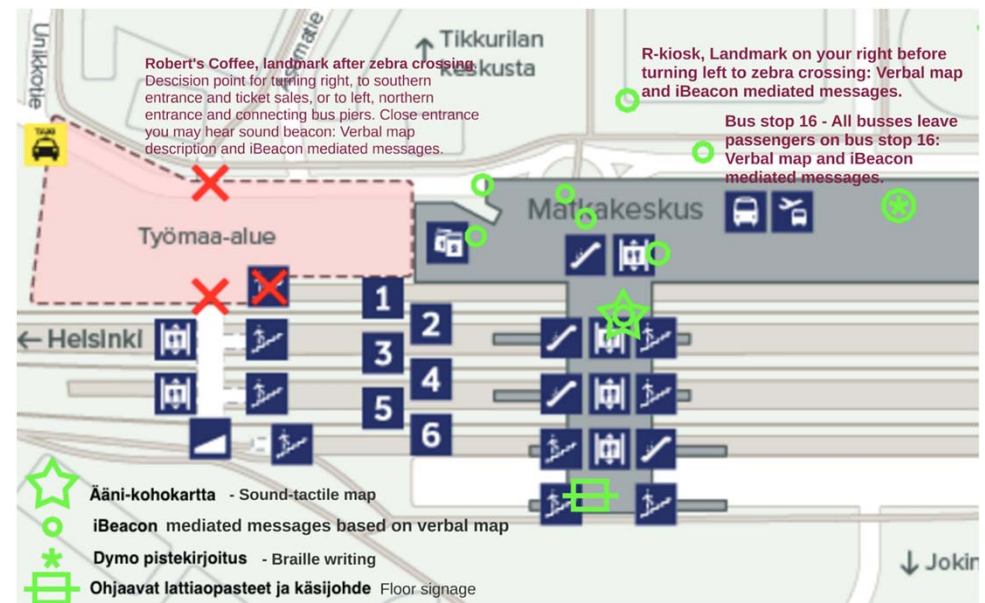 Unikkotie
Asematie
Tikkurilan
keskusta
Robert's Coffee, landmark after zebra crossing
Descision point for turning right, to southern
entrance and ticket sales, or to left, northern
entrance and connecting bus piers. Close entrance
you may hear sound beacon: Verbal map
description and iBeacon mediated messages.
R-kiosk, Landmark on your right before
turning left to zebra crossing: Verbal map
and iBeacon mediated messages.
Bus stop 16 - All busses leave
passengers on bus stop 16:
Verbal map and iBeacon
mediated messages.
TAXI
Työmaa-alue
Matkakeskus
1
2
← Helsinki
3
4
5
6
Ääni-kohokartta - Sound-tactile map
iBeacon mediated messages based on verbal map
Dymo pistekirjoitus - Braille writing
Ohjaavat lattiaopasteet ja käsijohde Floor signage
Jokin